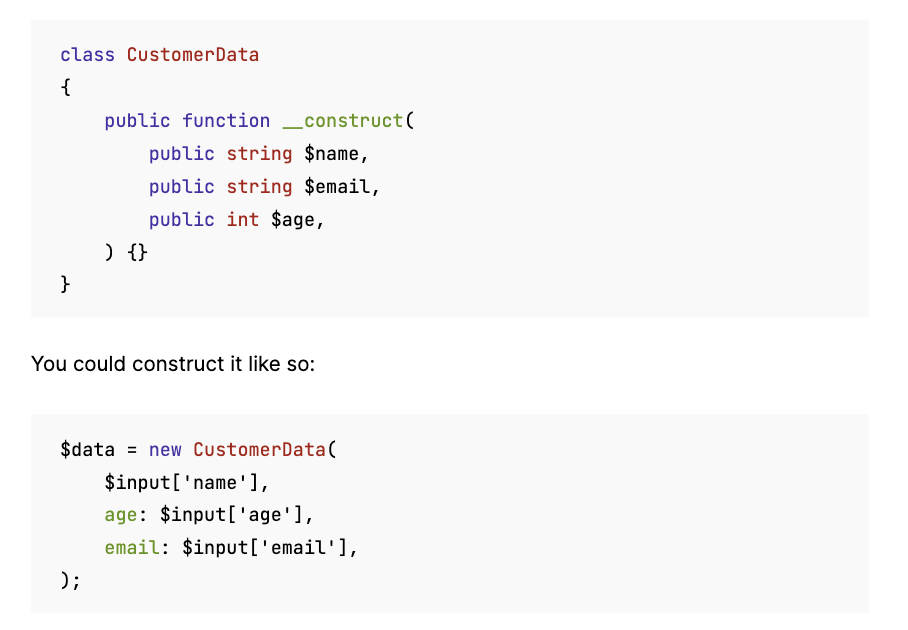 class CustomerData
{
    public function __construct(
        public string $name,
        public string $email,
        public int $age,
    ) {}
}
You could construct it like so:
$data = new CustomerData(
    $input['name'],
    age: $input['age'],
    email: $input['email'],
);